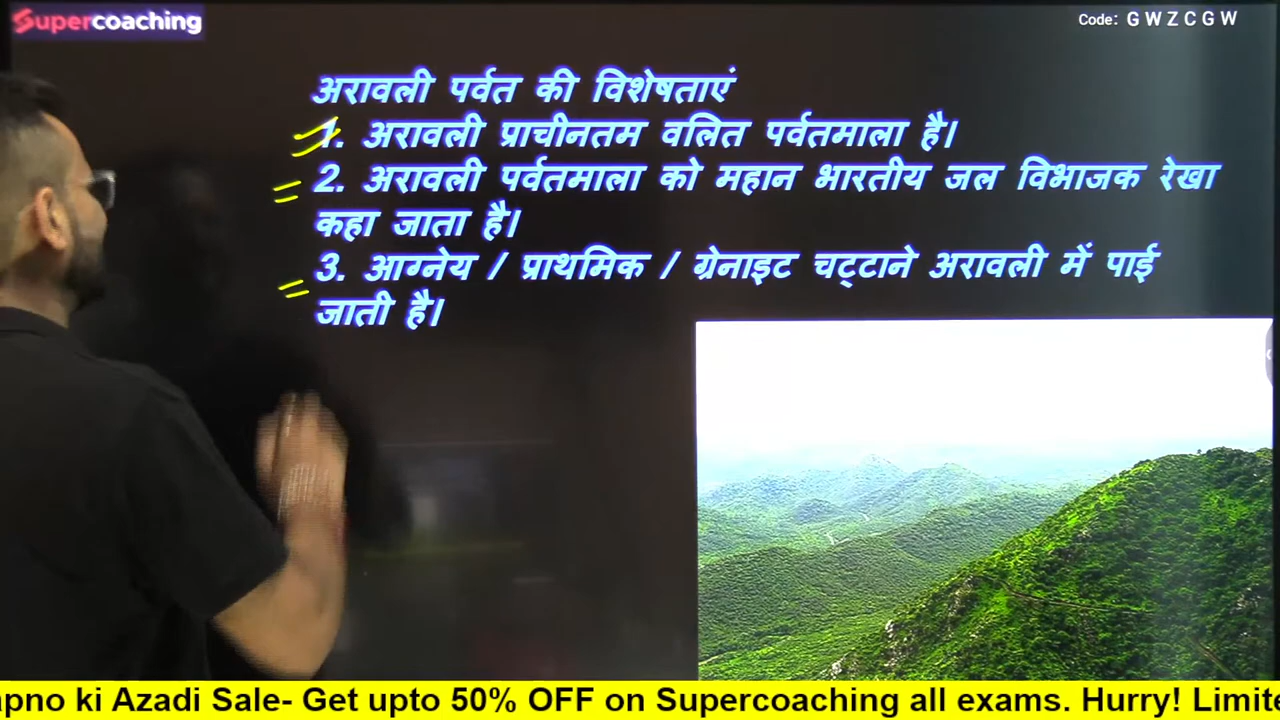 Supercoaching
Code: G W Z C G W
अरावली पर्वत की विशेषताएं
1. अरावली प्राचीनतम वलित पर्वतमाला है।
2. अरावली पर्वतमाला को महान भारतीय जल विभाजक रेखा
कहा जाता है।
3. आग्नेय / प्राथमिक / ग्रेनाइट चट्टाने अरावली में पाई
जाती है।
pno ki Azadi Sale- Get upto 50% OFF on Supercoaching all exams. Hurry! Limite